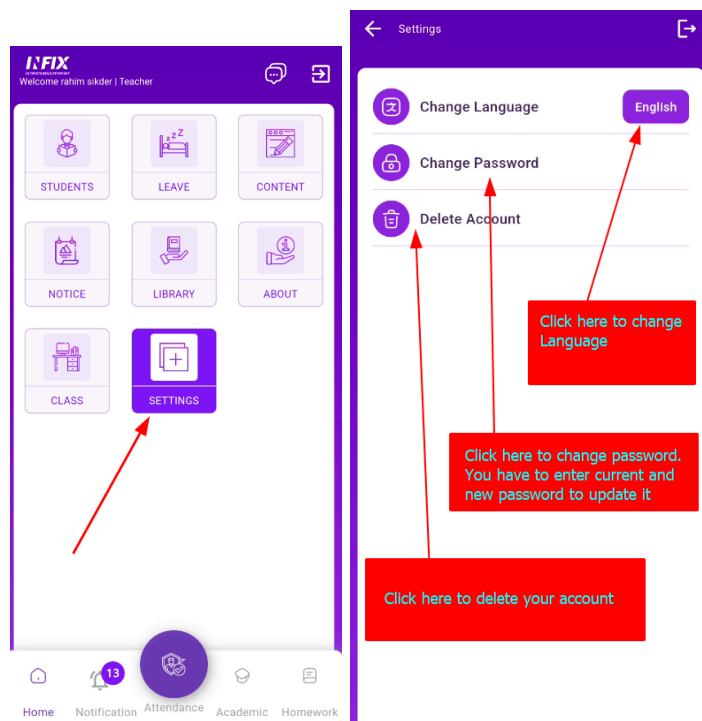 INFIX
Welcome rahim sikder | Teacher
STUDENTS
LEAVE
CONTENT
NOTICE
LIBRARY
ABOUT
CLASS
SETTINGS
13
Home
Notification
Attendance
Academic
Homework
Settings
Change Language
English
Change Password
Delete Account
Click here to change
Language
Click here to change password.
You have to enter current and
new password to update it
Click here to delete your account